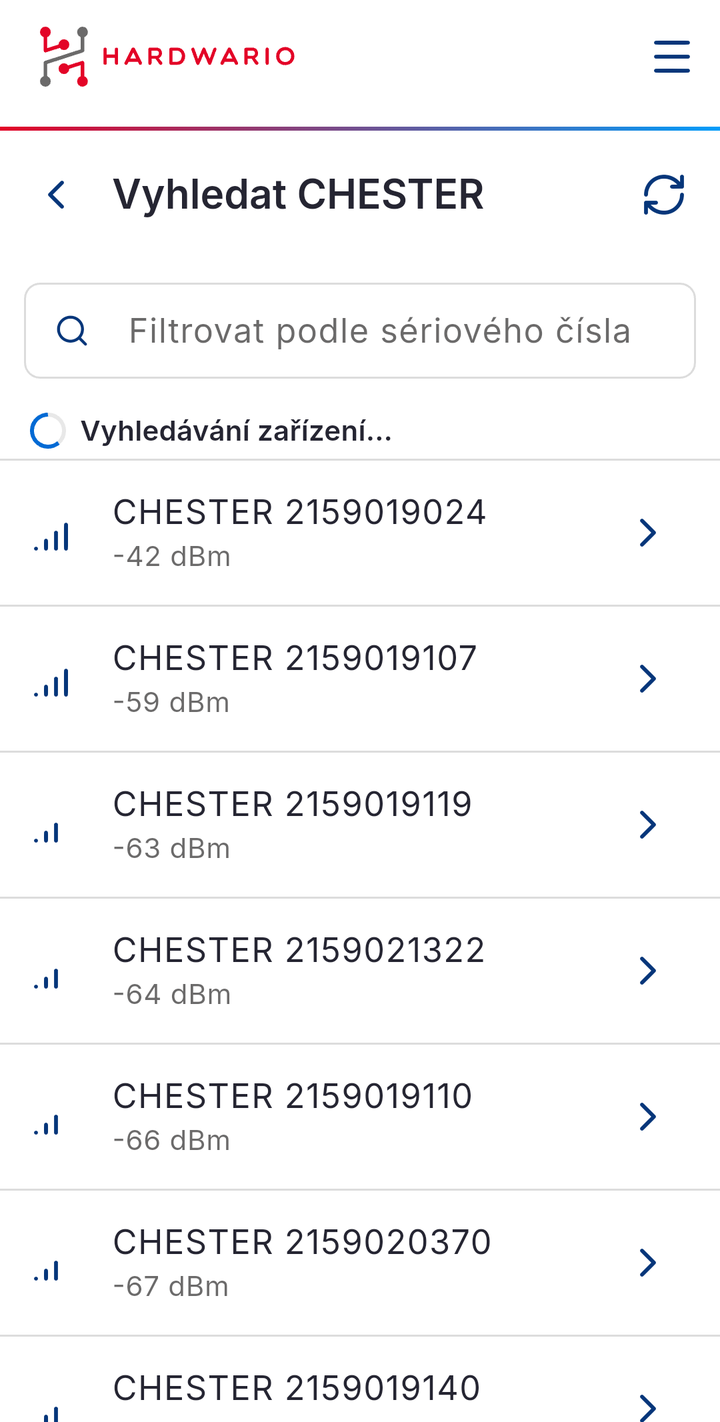 HARDWARIO
Vyhledat CHESTER
Filtrovat podle sériového čísla
Vyhledávání zařízení...
CHESTER 2159019024
-42 dBm
CHESTER 2159019107
-59 dBm
CHESTER 2159019119
-63 dBm
CHESTER 2159021322
-64 dBm
CHESTER 2159019110
-66 dBm
CHESTER 2159020370
-67 dBm
CHESTER 2159019140